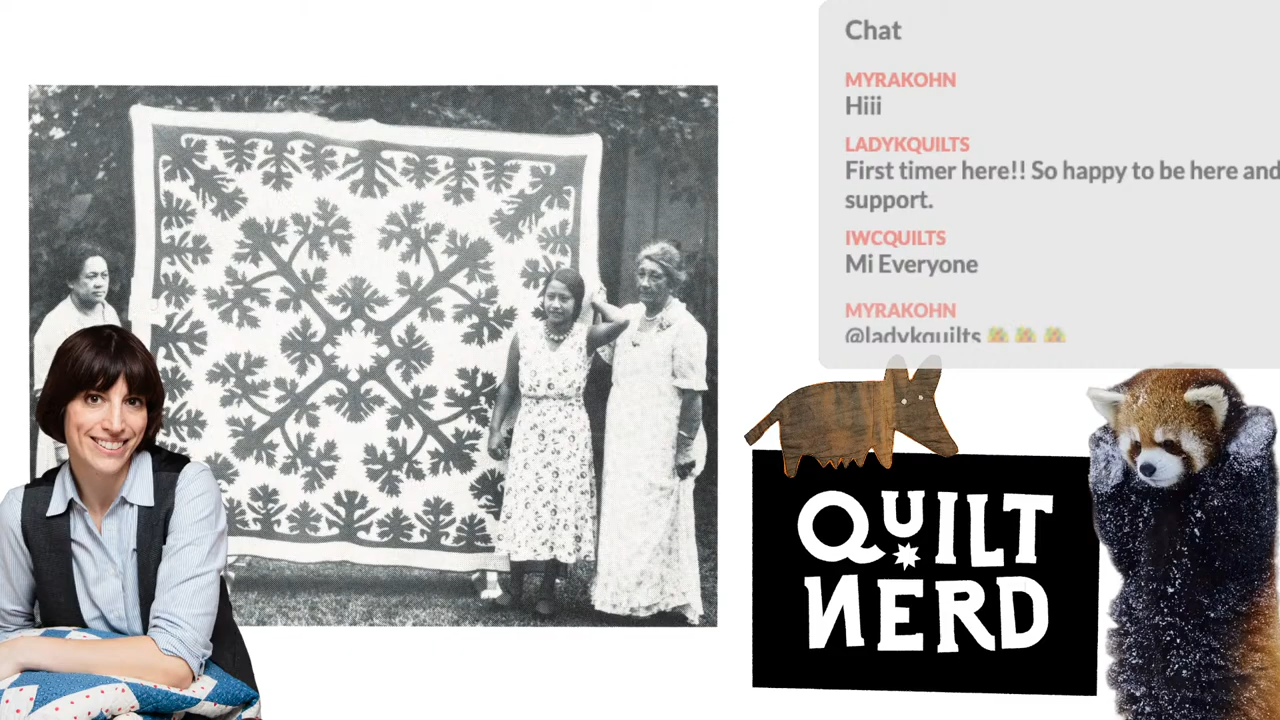 Chat
MYRAKOHN
Hiii
LADYKQUILTS
First timer here!! So happy to be here and
support.
IWCQUILTS
Mi Everyone
MYRAKOHN
@ladykquilts 💐 💐 💐
QUILT
NERD